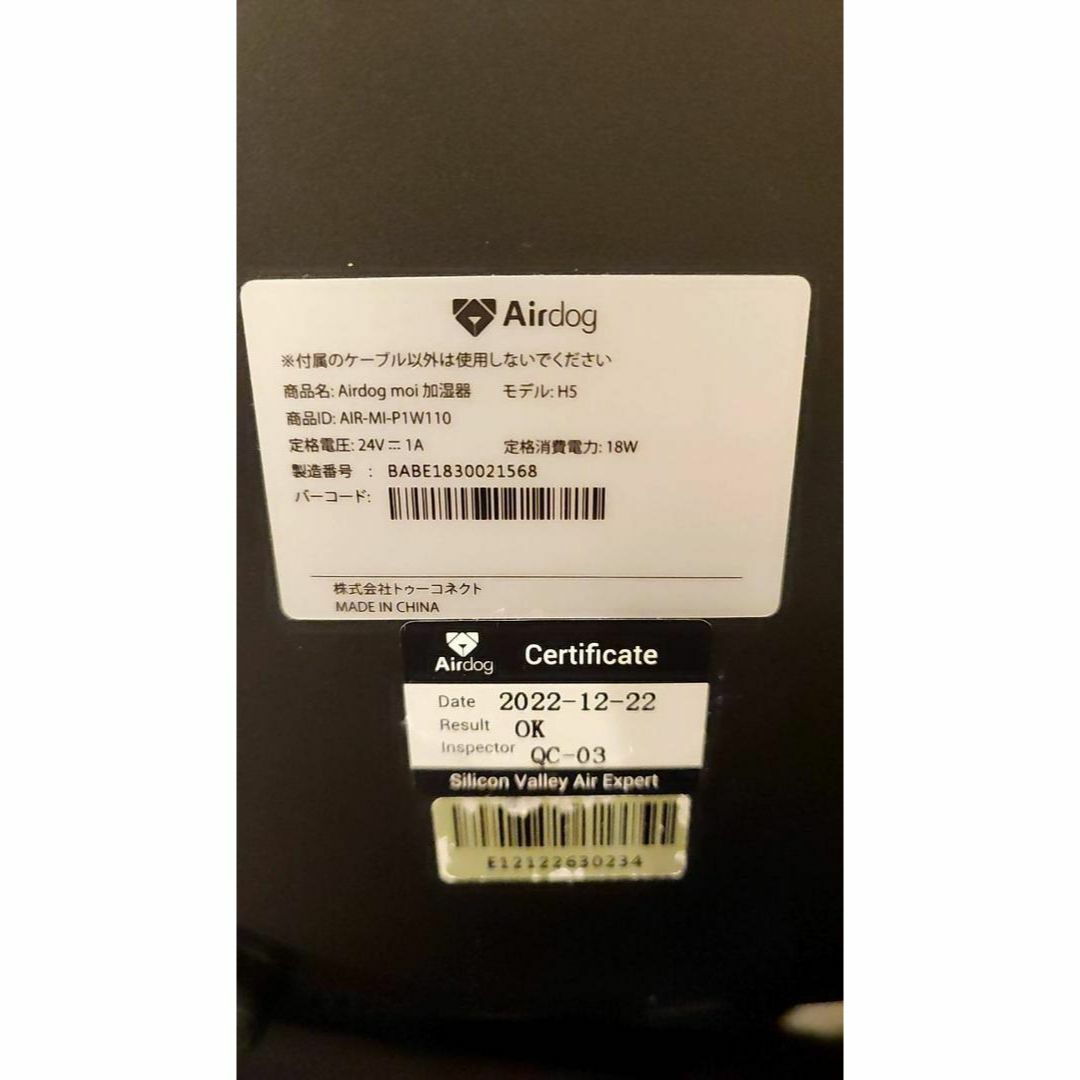 Airdog
※付属のケーブル以外は使用しないでください
商品名: Airdog moi 加湿器 モデル: H5
商品ID: AIR-MI-P1W110
定格電圧: 24V⎓1A 定格消費電力: 18W
製造番号 : BABE1830021568
バーコード:
株式会社トゥーコネクト
MADE IN CHINA
Airdog Certificate
Date 2022-12-22
Result OK
Inspector QC-03
Silicon Valley Air Expert
E12122630234